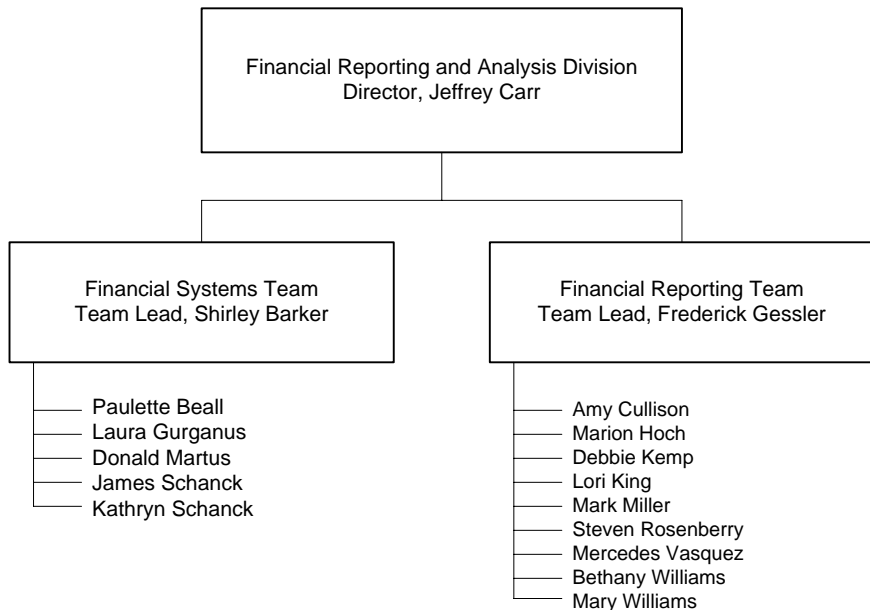 Financial Reporting and Analysis Division
Director, Jeffrey Carr
Financial Systems Team
Team Lead, Shirley Barker
Paulette Beall
Laura Gurganus
Donald Martus
James Schanck
Kathryn Schanck
Financial Reporting Team
Team Lead, Frederick Gessler
Amy Cullison
Marion Hoch
Debbie Kemp
Lori King
Mark Miller
Steven Rosenberry
Mercedes Vasquez
Bethany Williams
Mary Williams